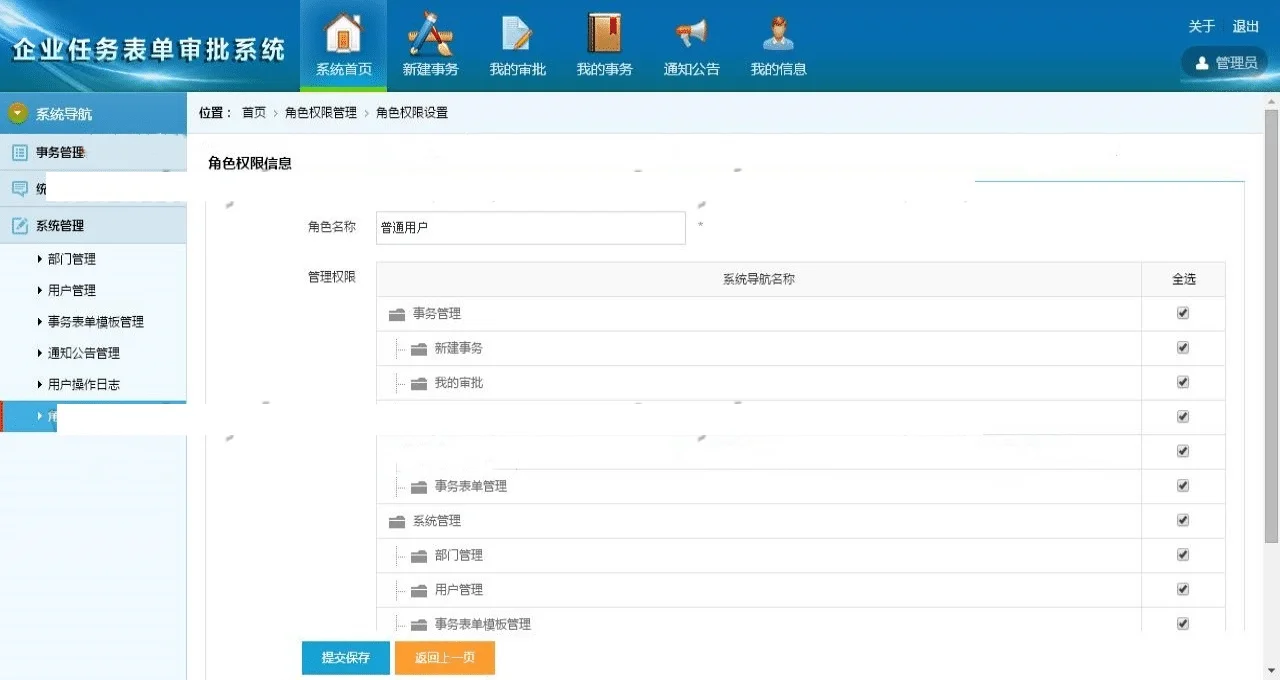 企业任务表单审批系统
系统首页
新建事务
我的审批
我的事务
通知公告
我的信息
关于 退出
管理员
系统导航
位置： 首页 › 角色权限管理 › 角色权限设置
事务管理
统
系统管理
部门管理
用户管理
事务表单模板管理
通知公告管理
用户操作日志
角
角色权限信息
角色名称 普通用户 *
管理权限
系统导航名称 全选
事务管理
新建事务
我的审批
事务表单管理
系统管理
部门管理
用户管理
事务表单模板管理
提交保存 返回上一页